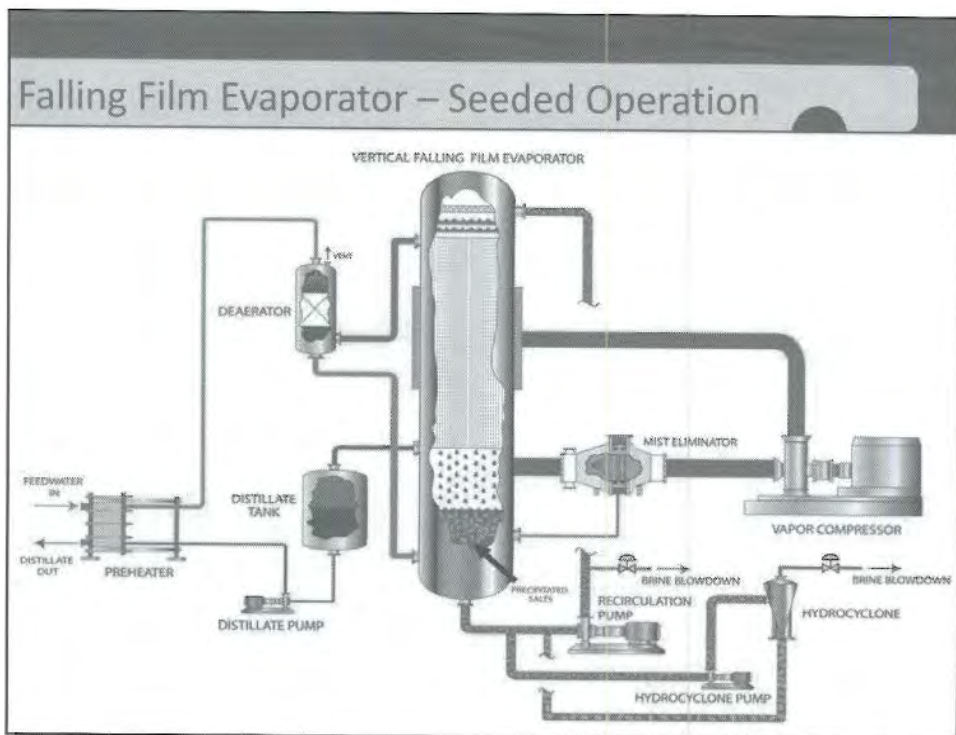 Falling Film Evaporator – Seeded Operation
VERTICAL FALLING FILM EVAPORATOR
VENT
DEAERATOR
MIST ELIMINATOR
FEEDWATER
IN
DISTILLATE
TANK
VAPOR COMPRESSOR
DISTILLATE
OUT
PREHEATER
PRECIPITATED
SALTS
BRINE BLOWDOWN
BRINE BLOWDOWN
RECIRCULATION
PUMP
HYDROCYCLONE
DISTILLATE PUMP
HYDROCYCLONE PUMP